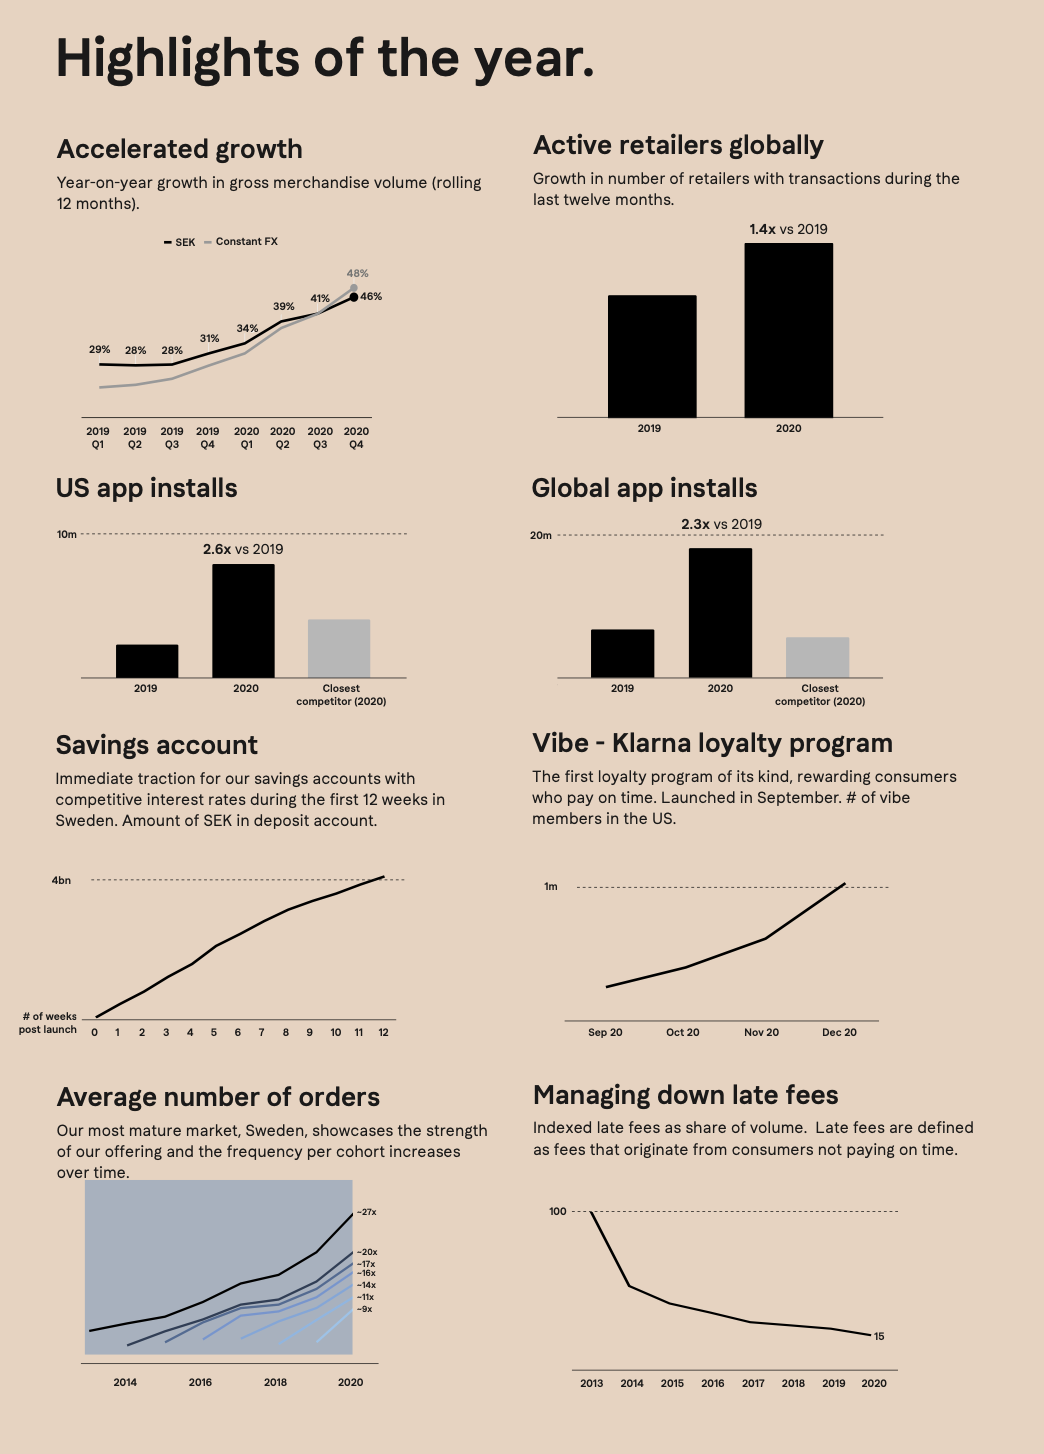 Highlights of the year.
Accelerated growth
Year-on-year growth in gross merchandise volume (rolling
12 months).
SEK Constant FX
48%
46%
41%
39%
34%
31%
29% 28% 28%
2019 2019 2019 2019 2020 2020 2020 2020
Q1 Q2 Q3 Q4 Q1 Q2 Q3 Q4
Active retailers globally
Growth in number of retailers with transactions during the
last twelve months.
1.4x vs 2019
2019 2020
US app installs
10m
2.6x vs 2019
2019 2020 Closest
competitor (2020)
Global app installs
2.3x vs 2019
20m
2019 2020 Closest
competitor (2020)
Savings account
Immediate traction for our savings accounts with
competitive interest rates during the first 12 weeks in
Sweden. Amount of SEK in deposit account.
4bn
# of weeks
post launch 0 1 2 3 4 5 6 7 8 9 10 11 12
Vibe - Klarna loyalty program
The first loyalty program of its kind, rewarding consumers
who pay on time. Launched in September. # of vibe
members in the US.
1m
Sep 20 Oct 20 Nov 20 Dec 20
Average number of orders
Our most mature market, Sweden, showcases the strength
of our offering and the frequency per cohort increases
over time.
~27x
~20x
~17x
~16x
~14x
~11x
~9x
2014 2016 2018 2020
Managing down late fees
Indexed late fees as share of volume.  Late fees are defined
as fees that originate from consumers not paying on time.
100
15
2013 2014 2015 2016 2017 2018 2019 2020